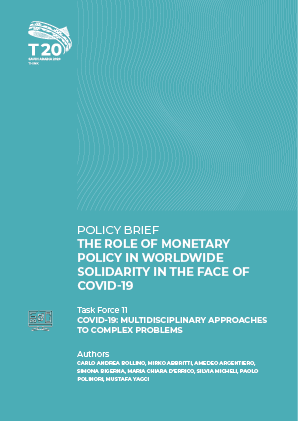 T20
SAUDI ARABIA 2020
THINK
POLICY BRIEF
THE ROLE OF MONETARY
POLICY IN WORLDWIDE
SOLIDARITY IN THE FACE OF
COVID-19
Task Force 11
COVID-19: MULTIDISCIPLINARY APPROACHES
TO COMPLEX PROBLEMS
Authors
CARLO ANDREA BOLLINO, MIRKO ABBRITTI, AMEDEO ARGENTIERO,
SIMONA BIGERNA, MARIA CHIARA D'ERRICO, SILVIA MICHELI, PAOLO
POLINORI, MUSTAFA YAGCI